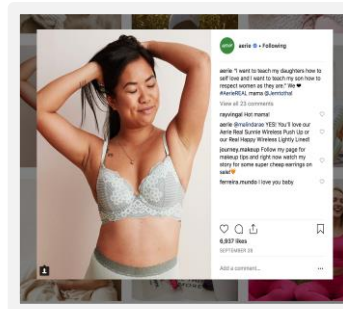 aerie • Following
aerie "I want to teach my daughters how to
self love and I want to teach my son how to
respect women as they are." We ❤
#AerieREAL mama
View all 23 comments
rayvingal Hot mama!
aerie YES! You'll love our
Aerie Real Sunnie Wireless Push Up or
our Real Happy Wireless Lightly Lined!
journey.makeup Follow my page for
makeup tips and right now watch my
story for some super cheap earrings on
sale!
ferreira.mundo I love you baby
6,937 likes
SEPTEMBER 28
Add a comment...